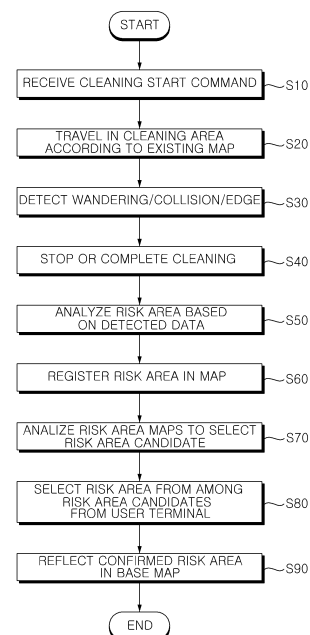 START
RECEIVE CLEANING START COMMAND
S10
TRAVEL IN CLEANING AREA
ACCORDING TO EXISTING MAP
S20
DETECT WANDERING/COLLISION/EDGE
S30
STOP OR COMPLETE CLEANING
S40
ANALYZE RISK AREA BASED
ON DETECTED DATA
S50
REGISTER RISK AREA IN MAP
S60
ANALIZE RISK AREA MAPS TO SELECT
RISK AREA CANDIDATE
S70
SELECT RISK AREA FROM AMONG
RISK AREA CANDIDATES
FROM USER TERMINAL
S80
REFLECT CONFIRMED RISK AREA
IN BASE MAP
S90
END